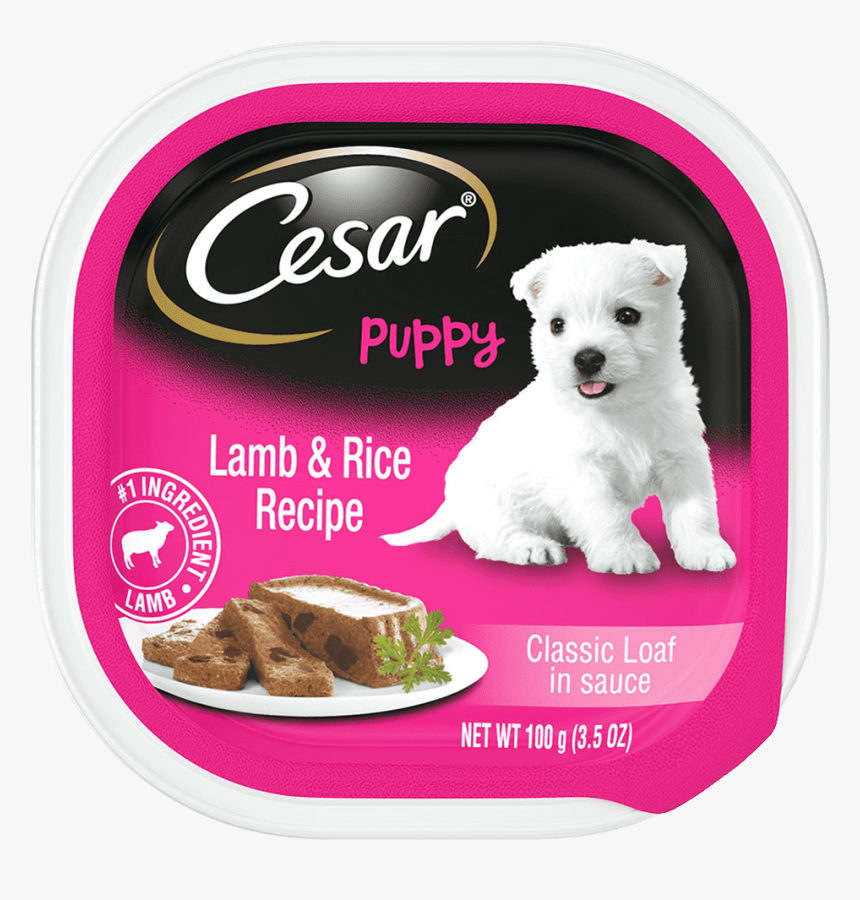 Cesar®
puppy
Lamb & Rice
Recipe
#1 INGREDIENT •
LAMB
Classic Loaf
in sauce
NET WT 100 g (3.5 OZ)